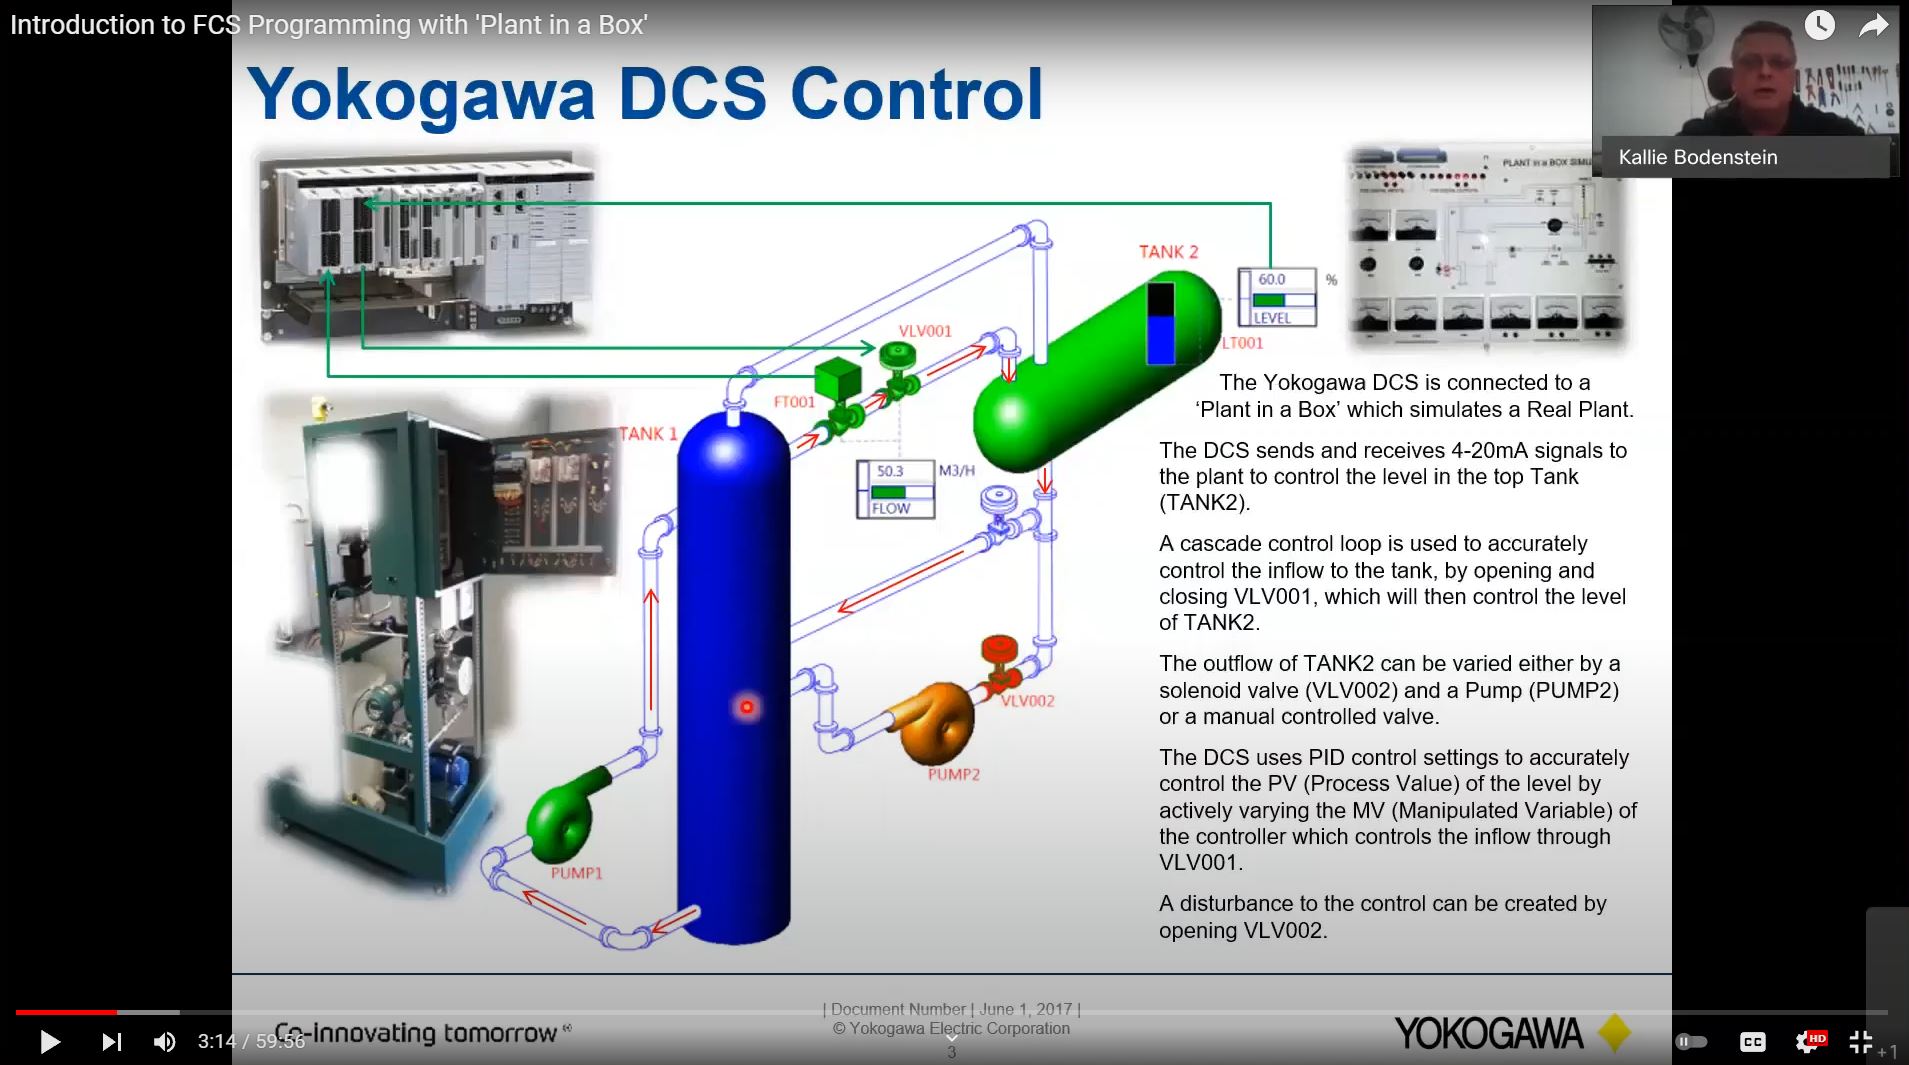 Introduction to FCS Programming with 'Plant in a Box'
Yokogawa DCS Control
Kallie Bodenstein
PLANT in a BOX SIMU
TANK 2
60.0
%
LEVEL
LT001
VLV001
FT001
TANK 1
50.3
M3/H
FLOW
VLV002
PUMP2
PUMP1
The Yokogawa DCS is connected to a
‘Plant in a Box’ which simulates a Real Plant.
The DCS sends and receives 4-20mA signals to
the plant to control the level in the top Tank
(TANK2).
A cascade control loop is used to accurately
control the inflow to the tank, by opening and
closing VLV001, which will then control the level
of TANK2.
The outflow of TANK2 can be varied either by a
solenoid valve (VLV002) and a Pump (PUMP2)
or a manual controlled valve.
The DCS uses PID control settings to accurately
control the PV (Process Value) of the level by
actively varying the MV (Manipulated Variable) of
the controller which controls the inflow through
VLV001.
A disturbance to the control can be created by
opening VLV002.
| Document Number | June 1, 2017 |
© Yokogawa Electric Corporation
3
Co-innovating tomorrow
YOKOGAWA
3:14 / 59:56
CC
HD
+1